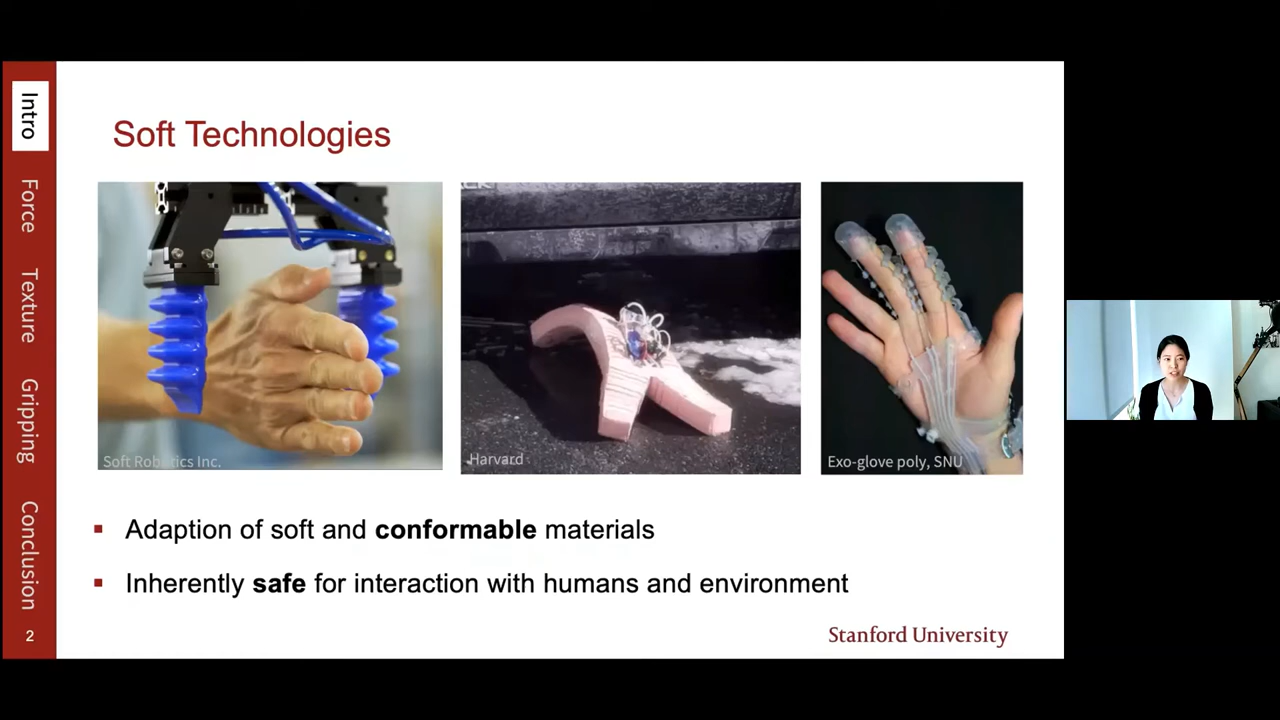 Intro
Force
Texture
Gripping
Conclusion
2
Soft Technologies
Soft Robotics Inc.
Harvard
Exo-glove poly, SNU
▪ Adaption of soft and conformable materials
▪ Inherently safe for interaction with humans and environment
Stanford University